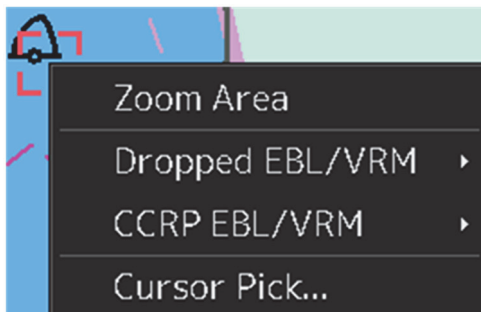 Zoom Area
Dropped EBL/VRM
CCRP EBL/VRM
Cursor Pick...